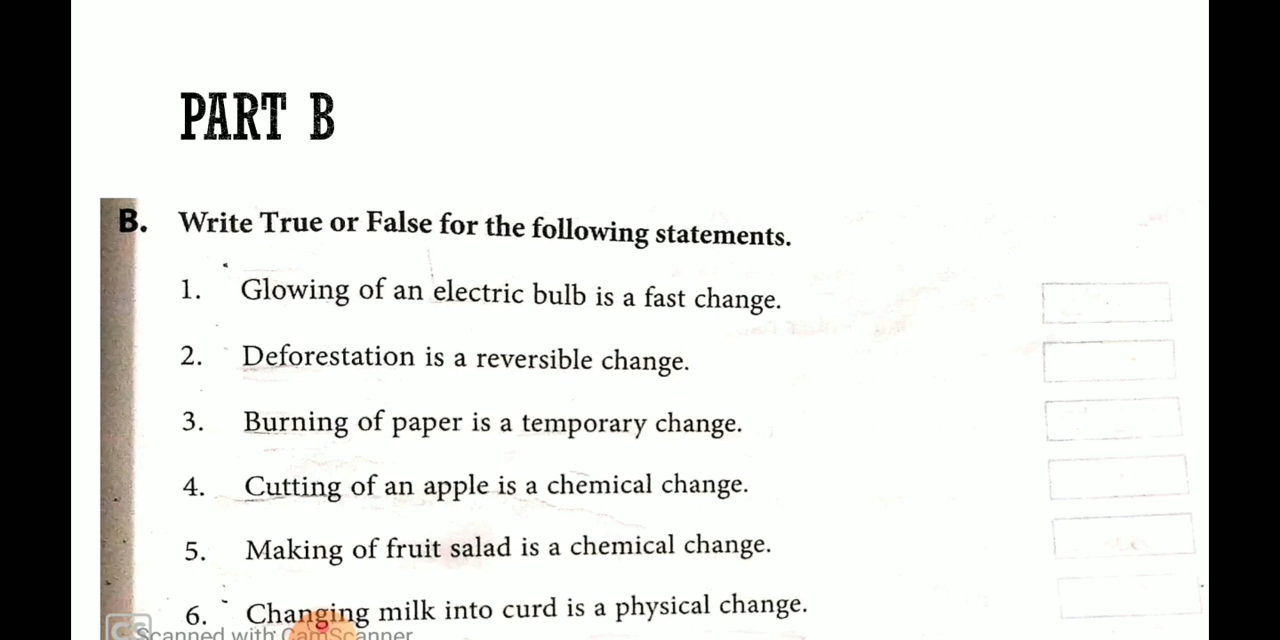 PART B
B. Write True or False for the following statements.
1. Glowing of an electric bulb is a fast change.
2. Deforestation is a reversible change.
3. Burning of paper is a temporary change.
4. Cutting of an apple is a chemical change.
5. Making of fruit salad is a chemical change.
6. Changing milk into curd is a physical change.
CS Scanned with CamScanner